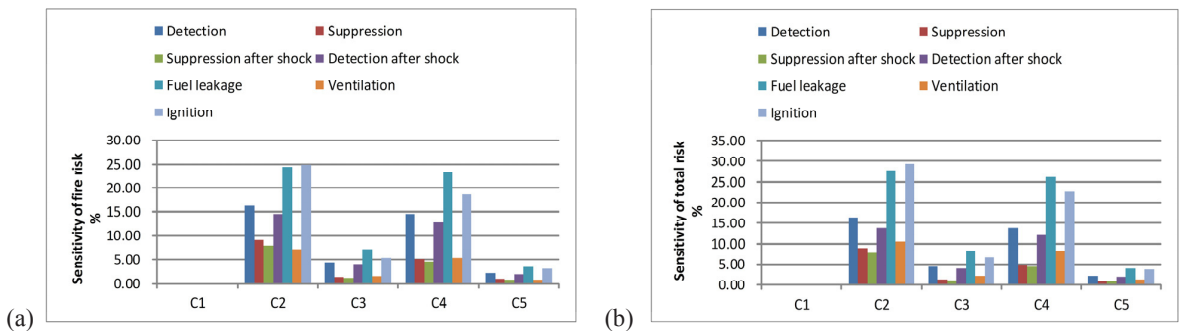 Detection Suppression
Suppression after shock Detection after shock
Fuel leakage Ventilation
Ignition
Sensitivity of fire risk
%
30.00
25.00
20.00
15.00
10.00
5.00
0.00
C1 C2 C3 C4 C5
(a)
Detection Suppression
Suppression after shock Detection after shock
Fuel leakage Ventilation
Ignition
Sensitivity of total risk
%
35.00
30.00
25.00
20.00
15.00
10.00
5.00
0.00
C1 C2 C3 C4 C5
(b)